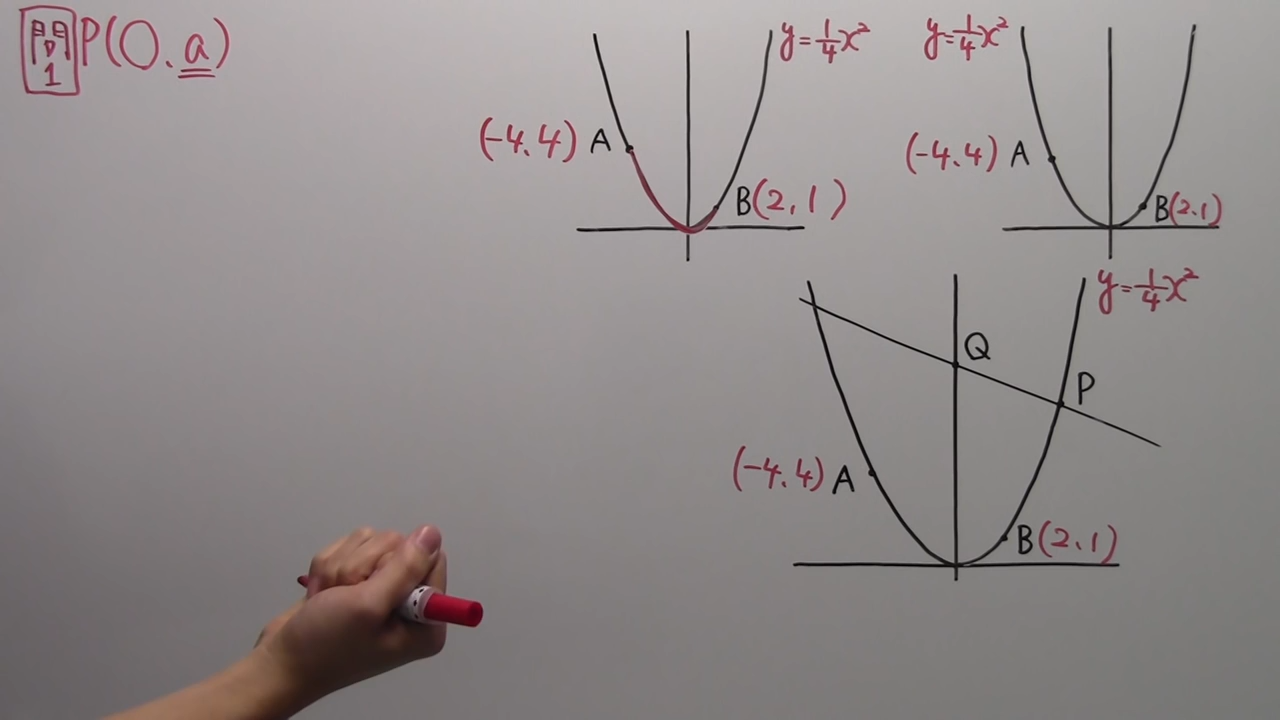 問1 P(0, a)
y=1/4x²
(-4,4) A
B(2,1)
y=1/4x²
(-4,4) A
B(2,1)
y=1/4x²
Q
P
(-4,4) A
B(2,1)